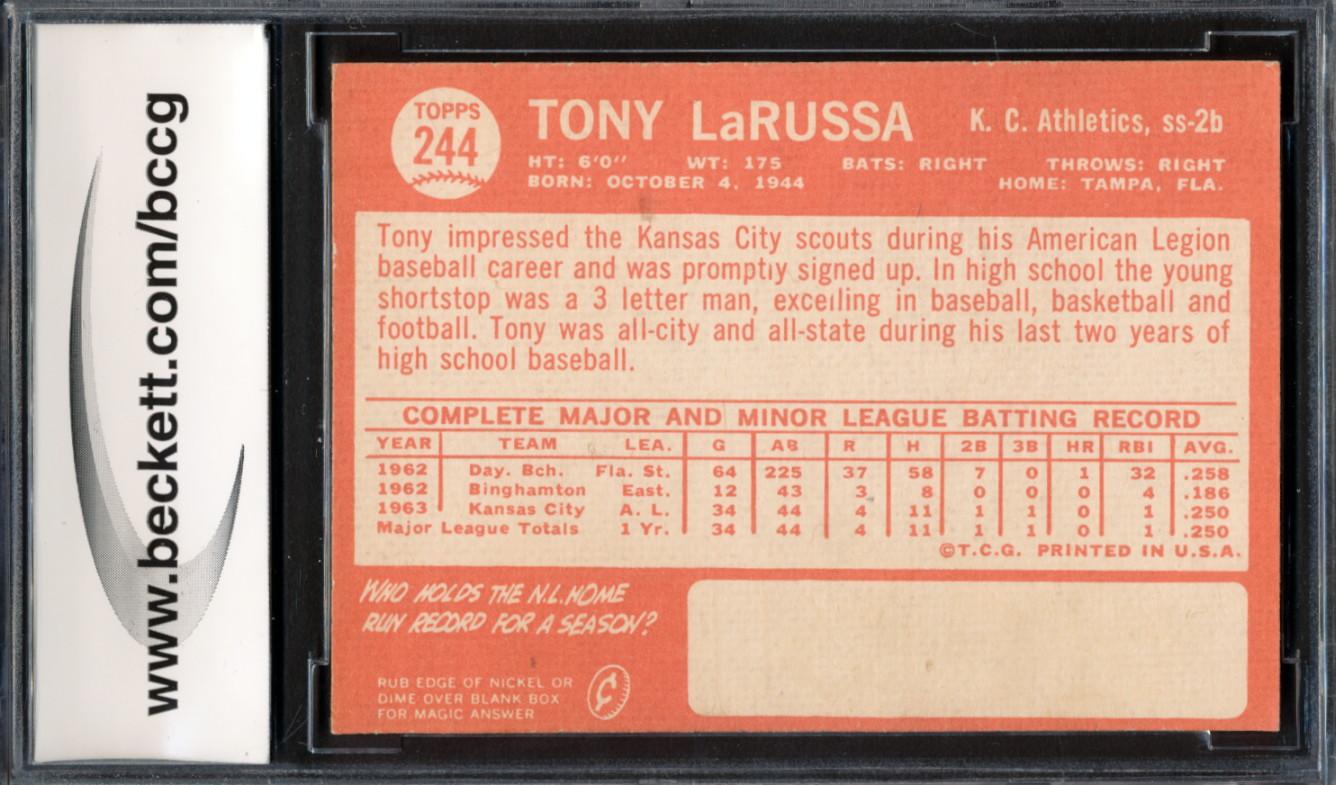 www.beckett.com/bccg
TOPPS
244
TONY LaRUSSA
K. C. Athletics, ss-2b
HT: 6'0" WT: 175 BATS: RIGHT THROWS: RIGHT
BORN: OCTOBER 4, 1944 HOME: TAMPA, FLA.
Tony impressed the Kansas City scouts during his American Legion
baseball career and was promptly signed up. In high school the young
shortstop was a 3 letter man, excelling in baseball, basketball and
football. Tony was all-city and all-state during his last two years of
high school baseball.
COMPLETE MAJOR AND MINOR LEAGUE BATTING RECORD
YEAR TEAM LEA. G AB R H 2B 3B HR RBI AVG.
1962 Day. Bch. Fla. St. 64 225 37 58 7 0 1 32 .258
1962 Binghamton East. 12 43 3 8 0 0 0 4 .186
1963 Kansas City A. L. 34 44 4 11 1 1 0 1 .250
Major League Totals 1 Yr. 34 44 4 11 1 1 0 1 .250
©T.C.G. PRINTED IN U.S.A.
WHO HOLDS THE N.L. HOME
RUN RECORD FOR A SEASON?
RUB EDGE OF NICKEL OR
DIME OVER BLANK BOX
FOR MAGIC ANSWER